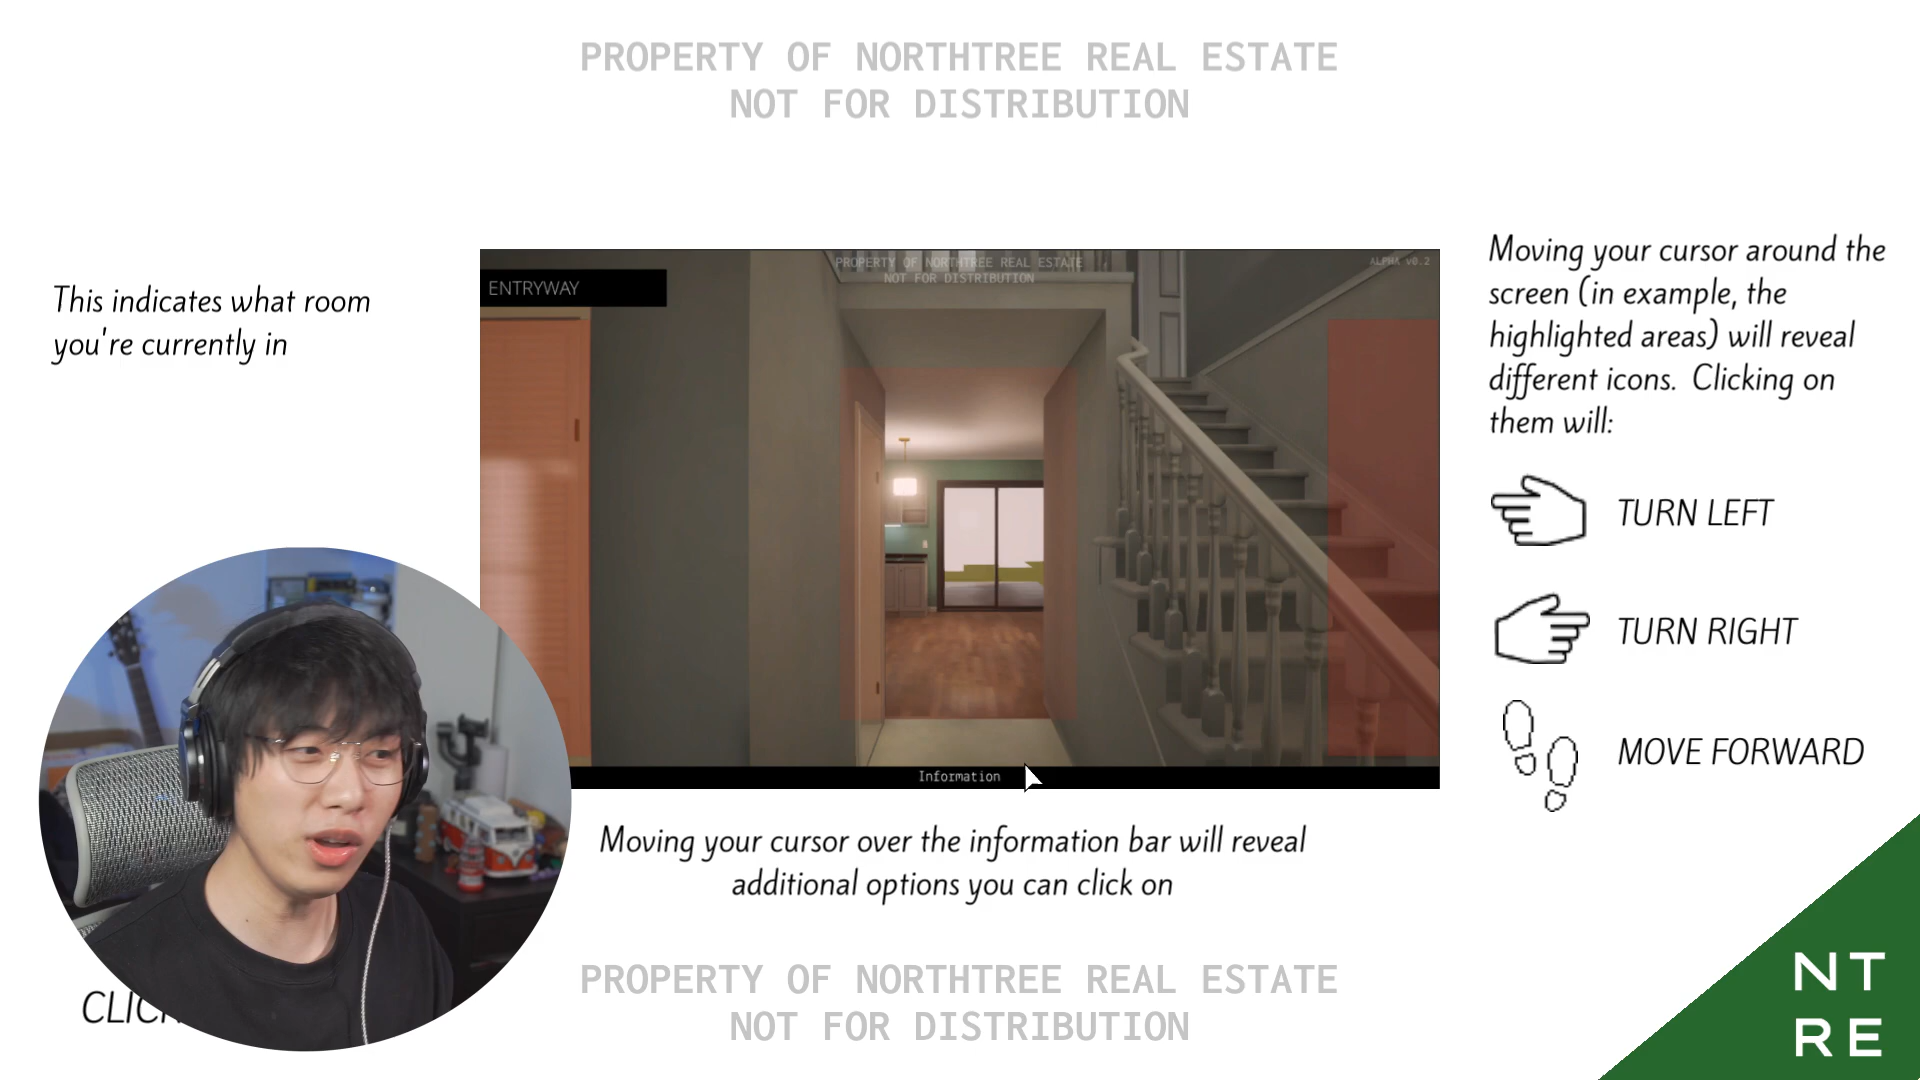 PROPERTY OF NORTHTREE REAL ESTATE
NOT FOR DISTRIBUTION
This indicates what room
you're currently in
PROPERTY OF NORTHTREE REAL ESTATE
NOT FOR DISTRIBUTION
ALPHA v0.2
ENTRYWAY
Information
Moving your cursor around the
screen (in example, the
highlighted areas) will reveal
different icons. Clicking on
them will:
TURN LEFT
TURN RIGHT
MOVE FORWARD
Moving your cursor over the information bar will reveal
additional options you can click on
PROPERTY OF NORTHTREE REAL ESTATE
NOT FOR DISTRIBUTION
NT
RE